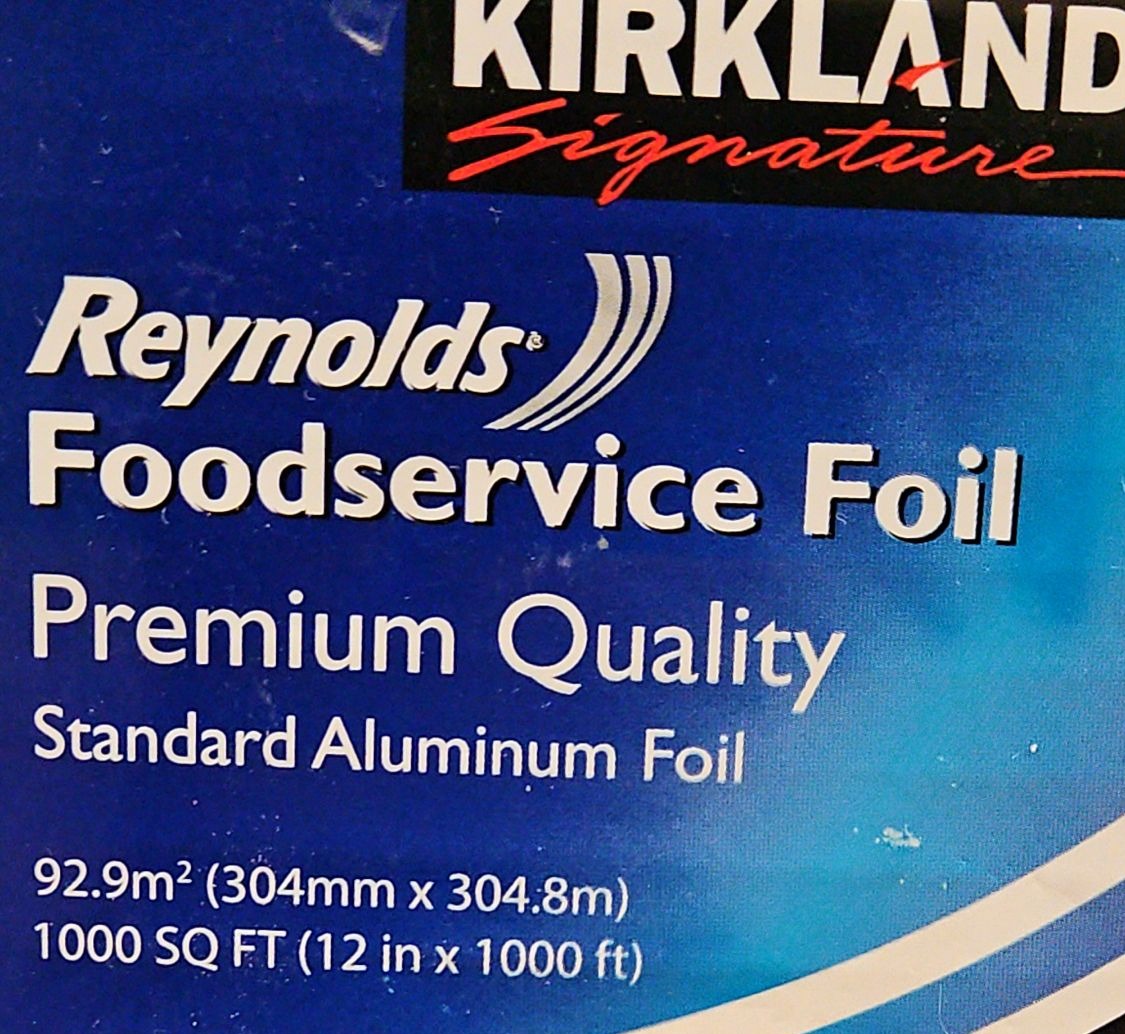 KIRKLAND
Signature
Reynolds®
Foodservice Foil
Premium Quality
Standard Aluminum Foil
92.9m² (304mm x 304.8m)
1000 SQ FT (12 in x 1000 ft)